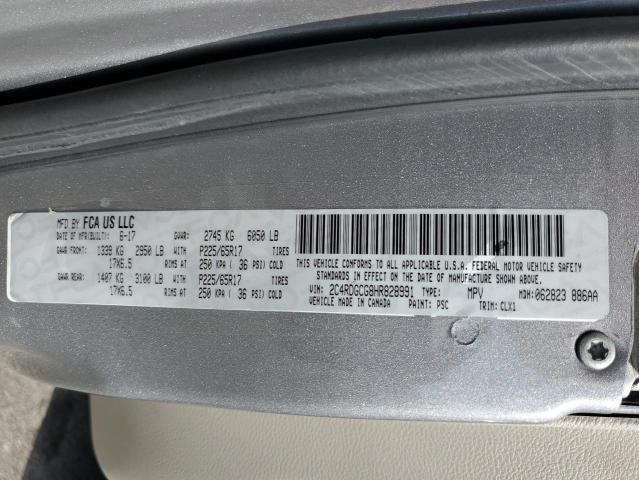 MFD BY FCA US LLC
DATE OF MFR(BUILT): 6-17 GVWR: 2745 KG 6050 LB
GAWR FRONT: 1339 KG 2950 LB WITH P225/65R17 TIRES
17X6.5 RIMS AT 250 KPA ( 36 PSI) COLD
GAWR REAR: 1407 KG 3100 LB WITH P225/65R17 TIRES
17X6.5 RIMS AT 250 KPA ( 36 PSI) COLD
THIS VEHICLE CONFORMS TO ALL APPLICABLE U.S.A. FEDERAL MOTOR VEHICLE SAFETY
STANDARDS IN EFFECT ON THE DATE OF MANUFACTURE SHOWN ABOVE.
VIN: 2C4RDGCG8HR828991 TYPE: MPV MDH: 062823 886AA
VEHICLE MADE IN CANADA PAINT: PSC TRIM: CLX1